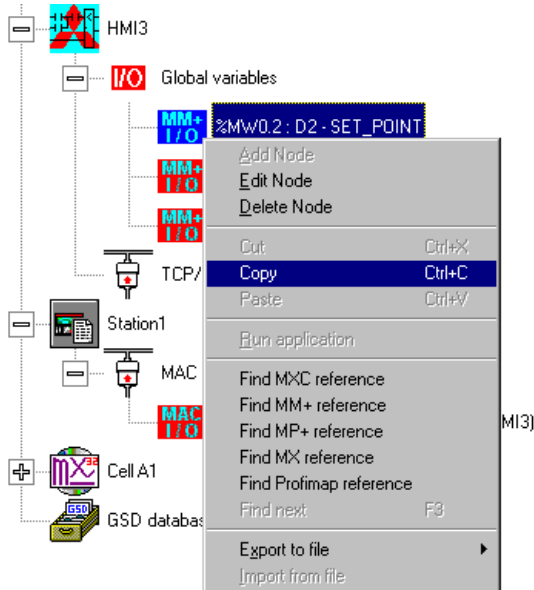 HMI3
I/O Global variables
MM+ I/O %MW0.2 : D2 - SET_POINT
Add Node
MM+ I/O
Edit Node
Delete Node
MM+ I/O
Cut Ctrl+X
TCP/
Copy Ctrl+C
Paste Ctrl+V
Station1
Run application
MAC
Find MXC reference
MAC I/O
Find MM+ reference
MI3)
Find MP+ reference
Find MX reference
MX 32 Cell A1
Find Profimap reference
Find next F3
GSD GSD databas
Export to file
Import from file